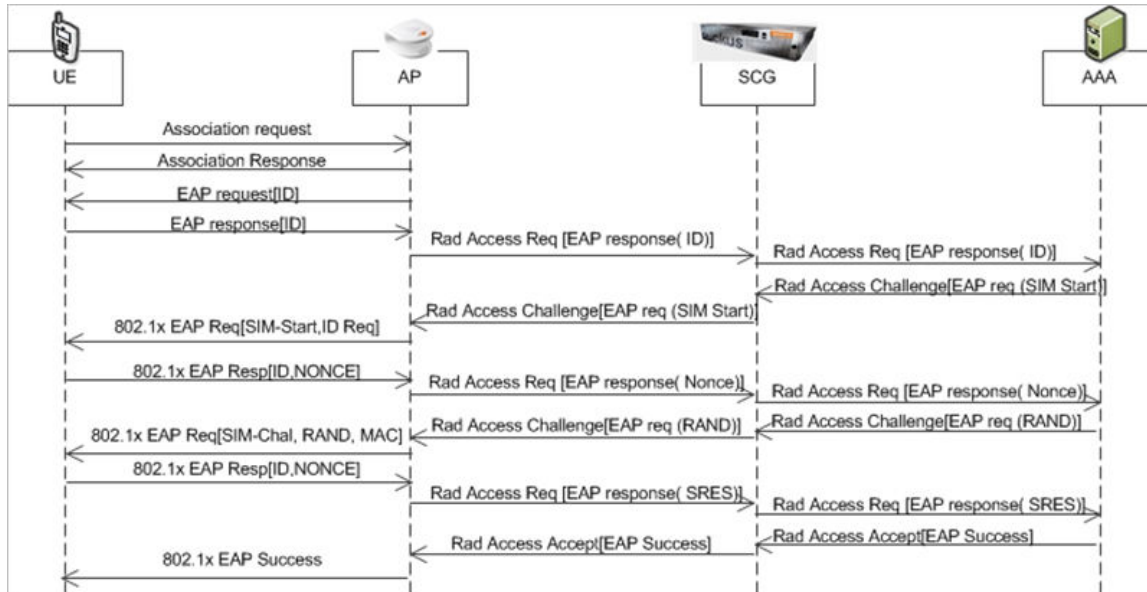 UE
AP
SCG
AAA
Association request
Association Response
EAP request[ID]
EAP response[ID]
Rad Access Req [EAP response( ID)]
Rad Access Req [EAP response( ID)]
Rad Access Challenge[EAP req (SIM Start)]
Rad Access Challenge[EAP req (SIM Start)]
802.1x EAP Req[SIM-Start,ID Req]
802.1x EAP Resp[ID,NONCE]
Rad Access Req [EAP response( Nonce)]
Rad Access Req [EAP response( Nonce)]
Rad Access Challenge[EAP req (RAND)]
Rad Access Challenge[EAP req (RAND)]
802.1x EAP Req[SIM-Chal, RAND, MAC]
802.1x EAP Resp[ID,NONCE]
Rad Access Req [EAP response( SRES)]
Rad Access Req [EAP response( SRES)]
Rad Access Accept[EAP Success]
Rad Access Accept[EAP Success]
802.1x EAP Success